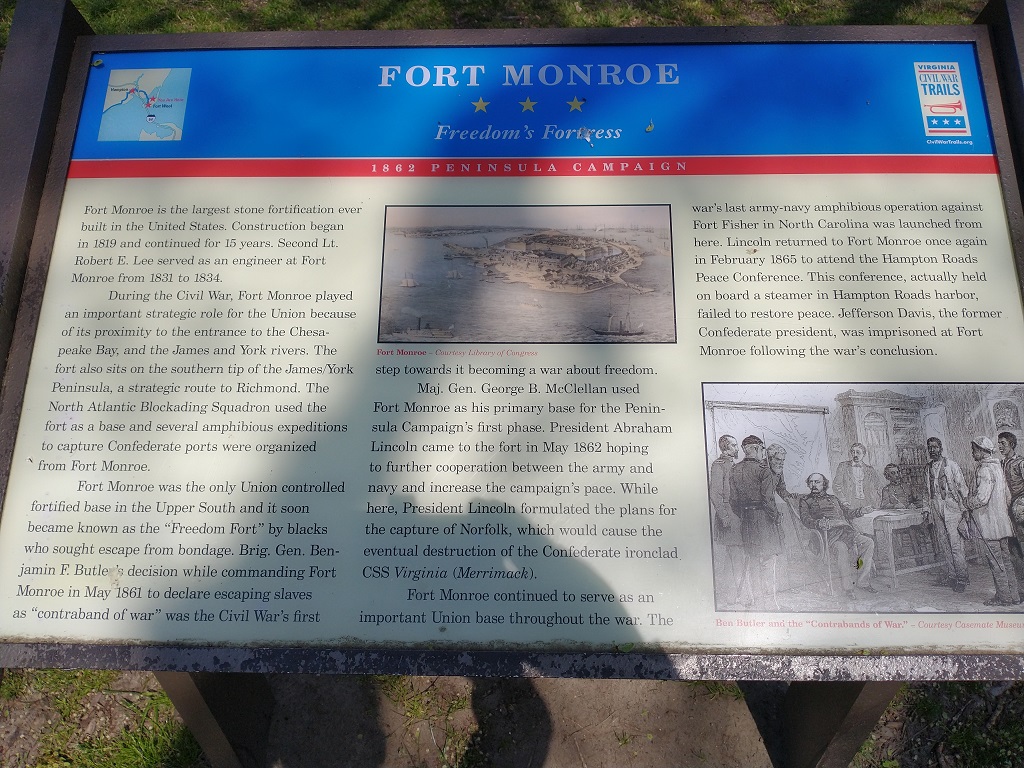 FORT MONROE
Freedom's Fortress
1862 PENINSULA CAMPAIGN
VIRGINIA
CIVIL WAR
TRAILS
CivilWarTrails.org
Hampton
You Are Here
Fort Monroe is the largest stone fortification ever
built in the United States. Construction began
in 1819 and continued for 15 years. Second Lt.
Robert E. Lee served as an engineer at Fort
Monroe from 1831 to 1834.
During the Civil War, Fort Monroe played
an important strategic role for the Union because
of its proximity to the entrance to the Chesa-
peake Bay, and the James and York rivers. The
fort also sits on the southern tip of the James/York
Peninsula, a strategic route to Richmond. The
North Atlantic Blockading Squadron used the
fort as a base and several amphibious expeditions
to capture Confederate ports were organized
from Fort Monroe.
Fort Monroe was the only Union controlled
fortified base in the Upper South and it soon
became known as the "Freedom Fort" by blacks
who sought escape from bondage. Brig. Gen. Ben-
jamin F. Butler's decision while commanding Fort
Monroe in May 1861 to declare escaping slaves
as "contraband of war" was the Civil War's first
Fort Monroe – Courtesy Library of Congress
step towards it becoming a war about freedom.
Maj. Gen. George B. McClellan used
Fort Monroe as his primary base for the Penin-
sula Campaign's first phase. President Abraham
Lincoln came to the fort in May 1862 hoping
to further cooperation between the army and
navy and increase the campaign's pace. While
here, President Lincoln formulated the plans for
the capture of Norfolk, which would cause the
eventual destruction of the Confederate ironclad
CSS Virginia (Merrimack).
Fort Monroe continued to serve as an
important Union base throughout the war. The
war's last army-navy amphibious operation against
Fort Fisher in North Carolina was launched from
here. Lincoln returned to Fort Monroe once again
in February 1865 to attend the Hampton Roads
Peace Conference. This conference, actually held
on board a steamer in Hampton Roads harbor,
failed to restore peace. Jefferson Davis, the former
Confederate president, was imprisoned at Fort
Monroe following the war's conclusion.
Ben Butler and the "Contrabands of War." – Courtesy Casemate Museum